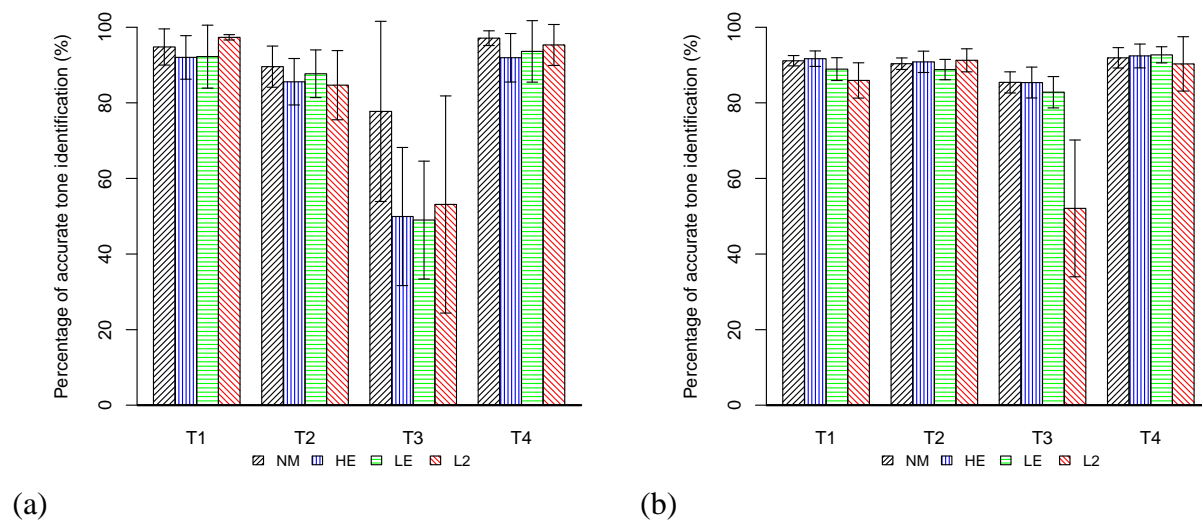 Percentage of accurate tone identification (%)
0
20
40
60
80
100
T1 T2 T3 T4
NM HE LE L2
(a)
Percentage of accurate tone identification (%)
0
20
40
60
80
100
T1 T2 T3 T4
NM HE LE L2
(b)